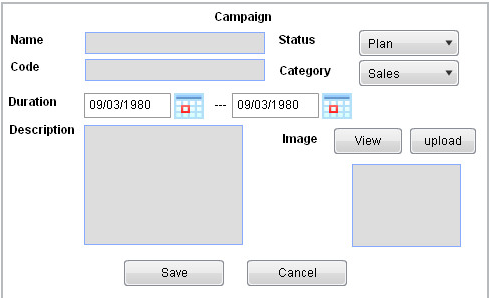 Campaign
Name Status Plan
Code Category Sales
Duration 09/03/1980 --- 09/03/1980
Description Image View upload
Save Cancel